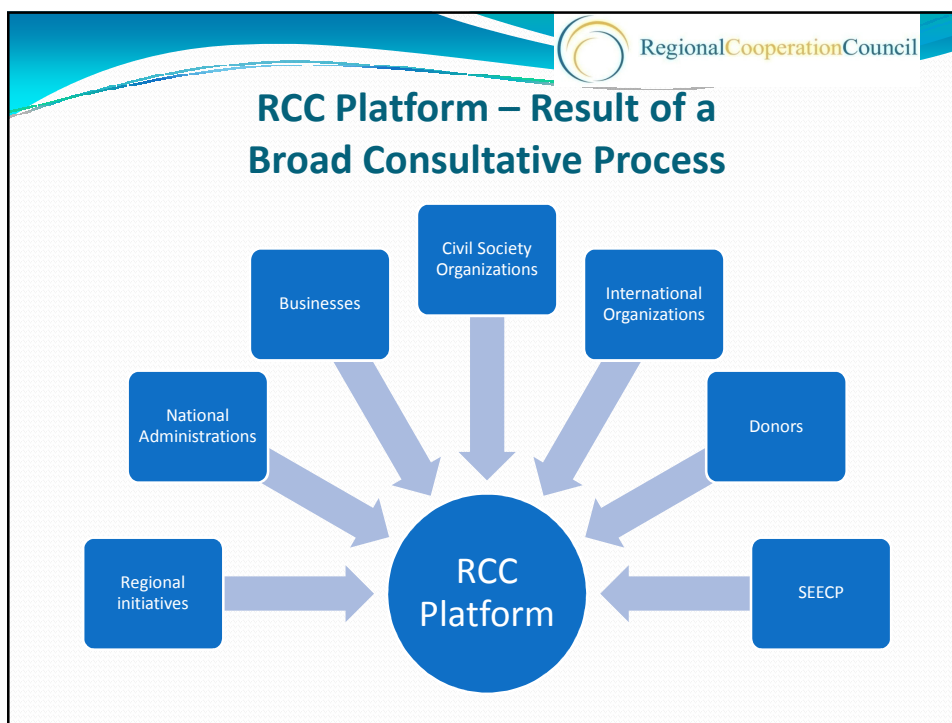 RegionalCooperationCouncil
RCC Platform – Result of a
Broad Consultative Process
Civil Society
Organizations
Businesses
International
Organizations
National
Administrations
Donors
Regional
initiatives
RCC
Platform
SEECP